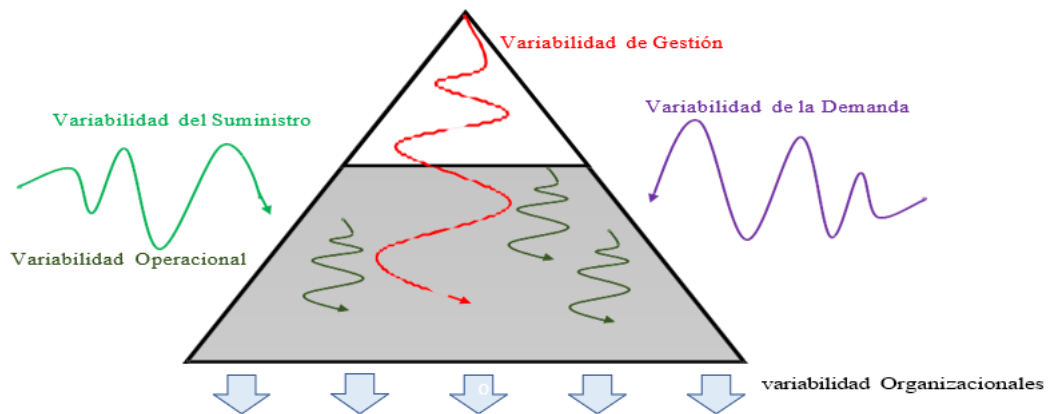 Variabilidad de Gestión
Variabilidad de la Demanda
Variabilidad del Suministro
Variabilidad Operacional
o
variabilidad Organizacionales